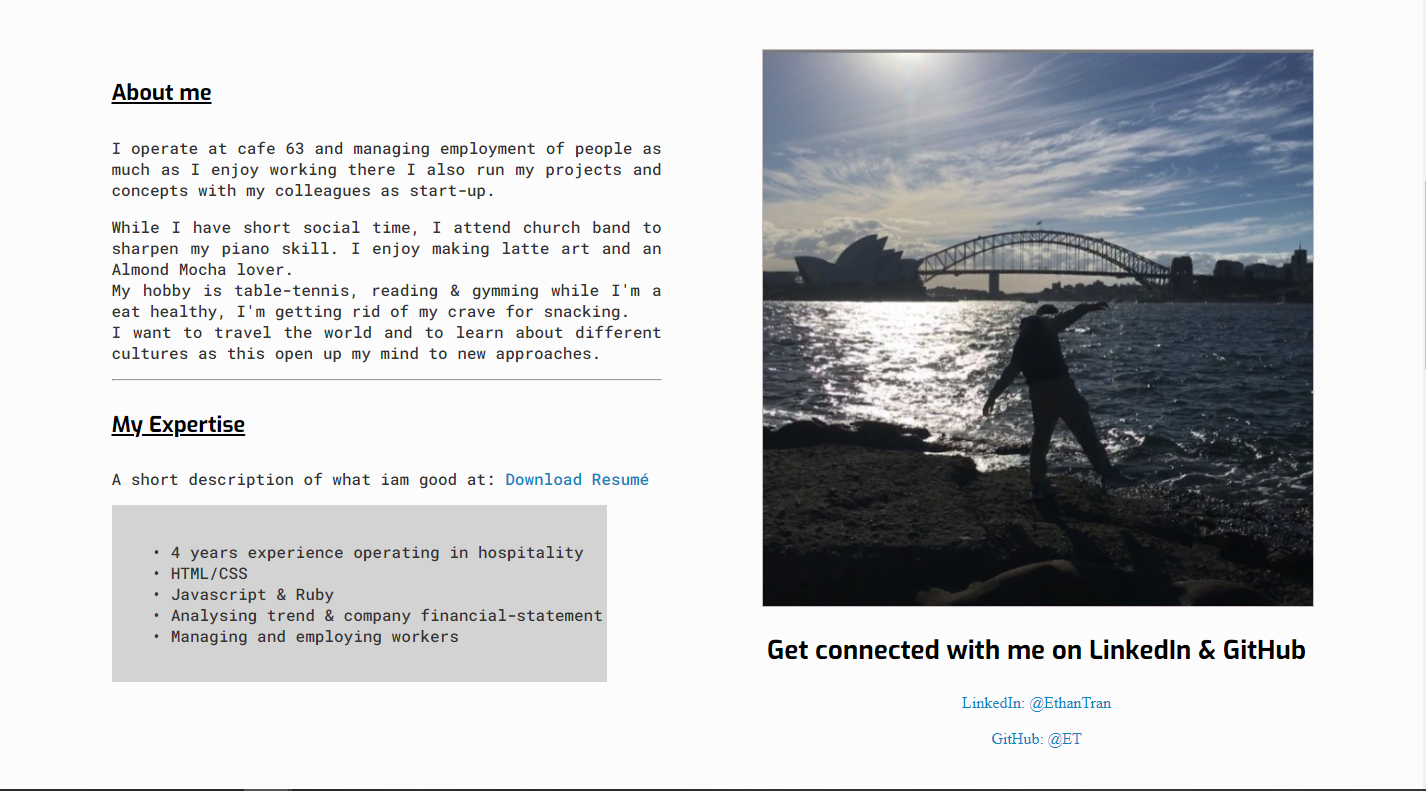 About me
I operate at cafe 63 and managing employment of people as
much as I enjoy working there I also run my projects and
concepts with my colleagues as start-up.
While I have short social time, I attend church band to
sharpen my piano skill. I enjoy making latte art and an
Almond Mocha lover.
My hobby is table-tennis, reading & gymming while I'm a
eat healthy, I'm getting rid of my crave for snacking.
I want to travel the world and to learn about different
cultures as this open up my mind to new approaches.
My Expertise
A short description of what iam good at: Download Resumé
• 4 years experience operating in hospitality
• HTML/CSS
• Javascript & Ruby
• Analysing trend & company financial-statement
• Managing and employing workers
Get connected with me on LinkedIn & GitHub
LinkedIn: @EthanTran
GitHub: @ET